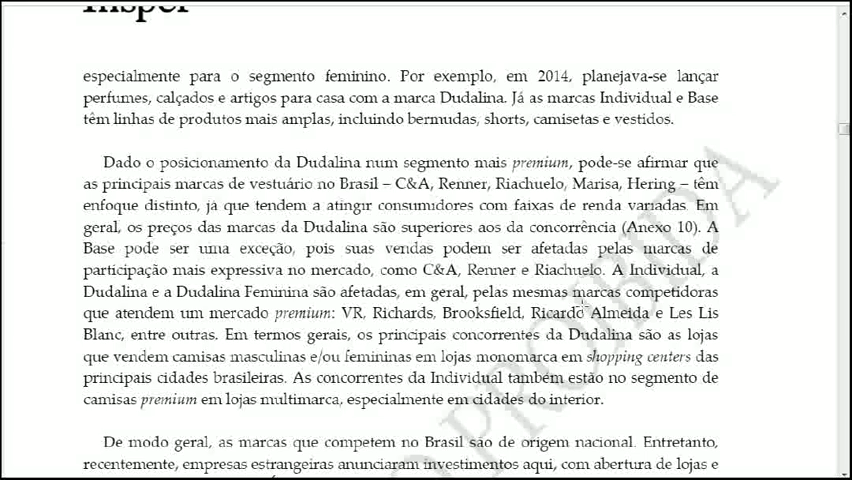 Insper
especialmente para o segmento feminino. Por exemplo, em 2014, planejava-se lançar
perfumes, calçados e artigos para casa com a marca Dudalina. Já as marcas Individual e Base
têm linhas de produtos mais amplas, incluindo bermudas, shorts, camisetas e vestidos.
Dado o posicionamento da Dudalina num segmento mais premium, pode-se afirmar que
as principais marcas de vestuário no Brasil – C&A, Renner, Riachuelo, Marisa, Hering – têm
enfoque distinto, já que tendem a atingir consumidores com faixas de renda variadas. Em
geral, os preços das marcas da Dudalina são superiores aos da concorrência (Anexo 10). A
Base pode ser uma exceção, pois suas vendas podem ser afetadas pelas marcas de
participação mais expressiva no mercado, como C&A, Renner e Riachuelo. A Individual, a
Dudalina e a Dudalina Feminina são afetadas, em geral, pelas mesmas marcas competidoras
que atendem um mercado premium: VR, Richards, Brooksfield, Ricardo Almeida e Les Lis
Blanc, entre outras. Em termos gerais, os principais concorrentes da Dudalina são as lojas
que vendem camisas masculinas e/ou femininas em lojas monomarca em shopping centers das
principais cidades brasileiras. As concorrentes da Individual também estão no segmento de
camisas premium em lojas multimarca, especialmente em cidades do interior.
De modo geral, as marcas que competem no Brasil são de origem nacional. Entretanto,
recentemente, empresas estrangeiras anunciaram investimentos aqui, com abertura de lojas e
PROIBIDA